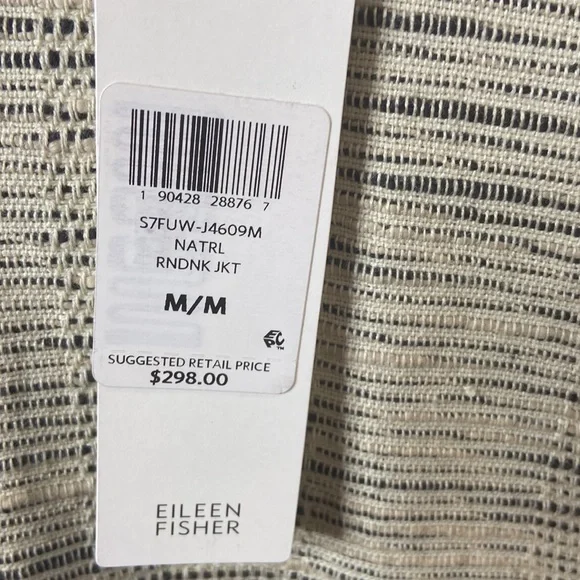 1 90428 28876 7
S7FUW-J4609M
NATRL
RNDNK JKT
M/M
SUGGESTED RETAIL PRICE
$298.00
EILEEN
FISHER